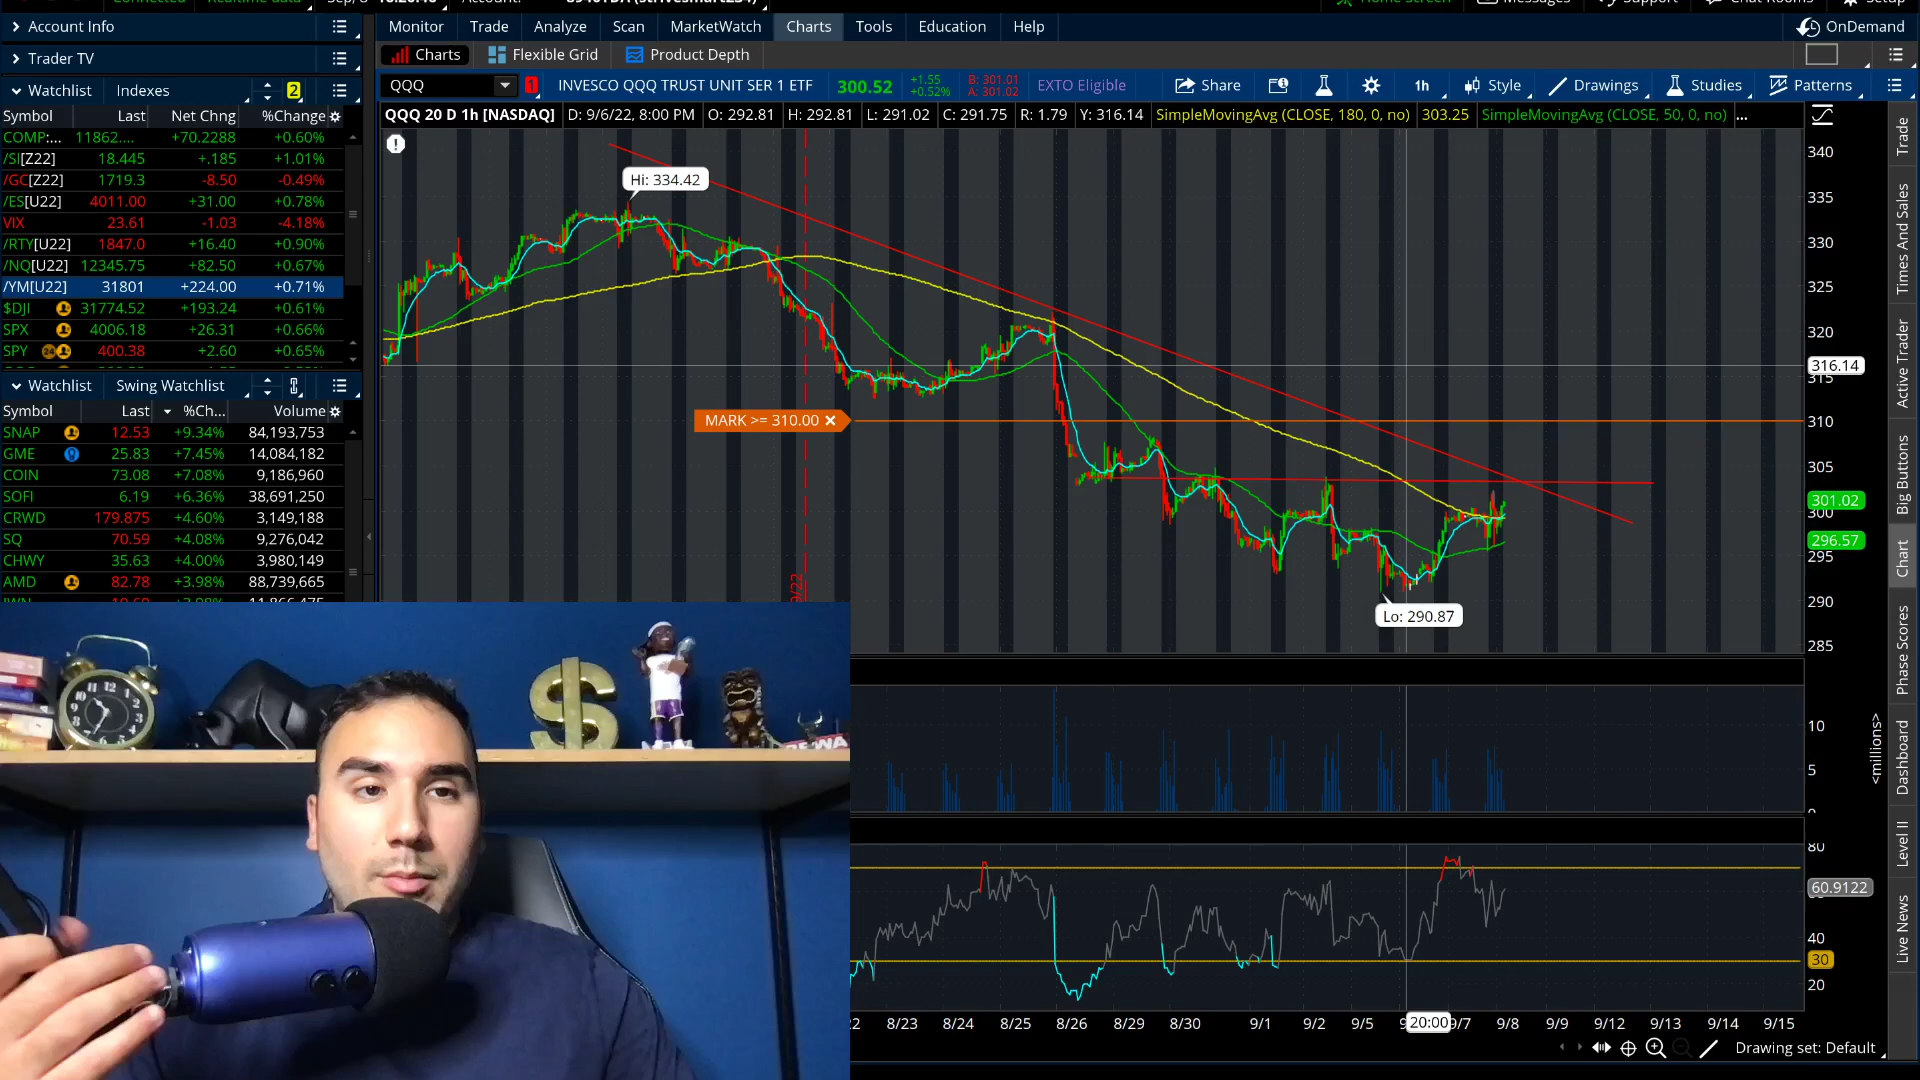 Account Info
Monitor Trade Analyze Scan MarketWatch Charts Tools Education Help OnDemand
Trader TV
Charts Flexible Grid Product Depth
Watchlist Indexes 2
QQQ 1 INVESCO QQQ TRUST UNIT SER 1 ETF 300.52 +1.55 +0.52% B: 301.01 A: 301.02 EXTO Eligible Share 1h Style Drawings Studies Patterns
Symbol Last Net Chng %Change
QQQ 20 D 1h [NASDAQ] D: 9/6/22, 8:00 PM O: 292.81 H: 292.81 L: 291.02 C: 291.75 R: 1.79 Y: 316.14 SimpleMovingAvg (CLOSE, 180, 0, no) 303.25 SimpleMovingAvg (CLOSE, 50, 0, no) ...
COMP:... 11862.... +70.2288 +0.60%
/SI[Z22] 18.445 +.185 +1.01%
/GC[Z22] 1719.3 -8.50 -0.49%
/ES[U22] 4011.00 +31.00 +0.78%
VIX 23.61 -1.03 -4.18%
/RTY[U22] 1847.0 +16.40 +0.90%
/NQ[U22] 12345.75 +82.50 +0.67%
/YM[U22] 31801 +224.00 +0.71%
$DJI 31774.52 +193.24 +0.61%
SPX 4006.18 +26.31 +0.66%
SPY 400.38 +2.60 +0.65%
Watchlist Swing Watchlist
Symbol Last %Ch... Volume
SNAP 12.53 +9.34% 84,193,753
GME 25.83 +7.45% 14,084,182
COIN 73.08 +7.08% 9,186,960
SOFI 6.19 +6.36% 38,691,250
CRWD 179.875 +4.60% 3,149,188
SQ 70.59 +4.08% 9,276,042
CHWY 35.63 +4.00% 3,980,149
AMD 82.78 +3.98% 88,739,665
Hi: 334.42
MARK >= 310.00
Lo: 290.87
340
335
330
325
320
316.14
315
310
305
301.02
300
296.57
295
290
285
10
5
<millions>
80
60.9122
40
30
20
8/23 8/24 8/25 8/26 8/29 8/30 9/1 9/2 9/5 20:00 9/7 9/8 9/9 9/12 9/13 9/14 9/15
Drawing set: Default
Trade
Times And Sales
Active Trader
Big Buttons
Chart
Phase Scores
Dashboard
Level II
Live News